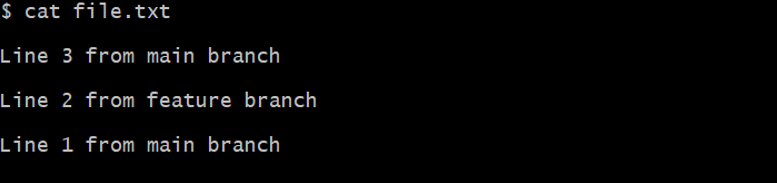 $ cat file.txt
Line 3 from main branch
Line 2 from feature branch
Line 1 from main branch